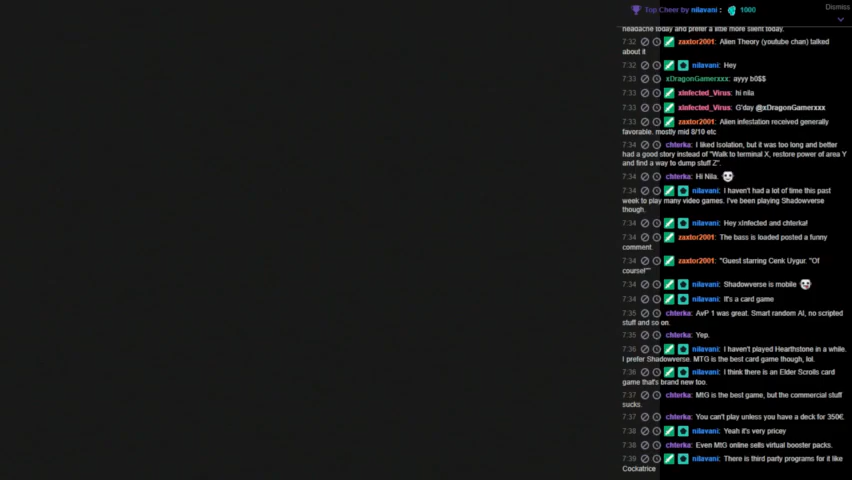 Top Cheer by nilavani : 1000
Dismiss
headache today and prefer a little more silent today.
7:32 zaxtor2001: Alien Theory (youtube chan) talked
about it
7:32 nilavani: Hey
7:33 xDragonGamerxxx: ayyy b0$$
7:33 xInfected_Virus: hi nila
7:33 xInfected_Virus: G'day @xDragonGamerxxx
7:33 zaxtor2001: Alien infestation received generally
favorable. mostly mid 8/10 etc
7:34 chterka: I liked Isolation, but it was too long and better
had a good story instead of "Walk to terminal X, restore power of area Y
and find a way to dump stuff Z".
7:34 chterka: Hi Nila.
7:34 nilavani: I haven't had a lot of time this past
week to play many video games. I've been playing Shadowverse
though.
7:34 nilavani: Hey xInfected and chterka!
7:34 zaxtor2001: The bass is loaded posted a funny
comment.
7:34 zaxtor2001: "Guest starring Cenk Uygur. "Of
course!""
7:34 nilavani: Shadowverse is mobile
7:34 nilavani: It's a card game
7:35 chterka: AvP 1 was great. Smart random AI, no scripted
stuff and so on.
7:35 chterka: Yep.
7:36 nilavani: I haven't played Hearthstone in a while.
I prefer Shadowverse. MTG is the best card game though, lol.
7:36 nilavani: I think there is an Elder Scrolls card
game that's brand new too.
7:37 chterka: MtG is the best game, but the commercial stuff
sucks.
7:37 chterka: You can't play unless you have a deck for 350€.
7:38 nilavani: Yeah it's very pricey
7:38 chterka: Even MtG online sells virtual booster packs.
7:39 nilavani: There is third party programs for it like
Cockatrice